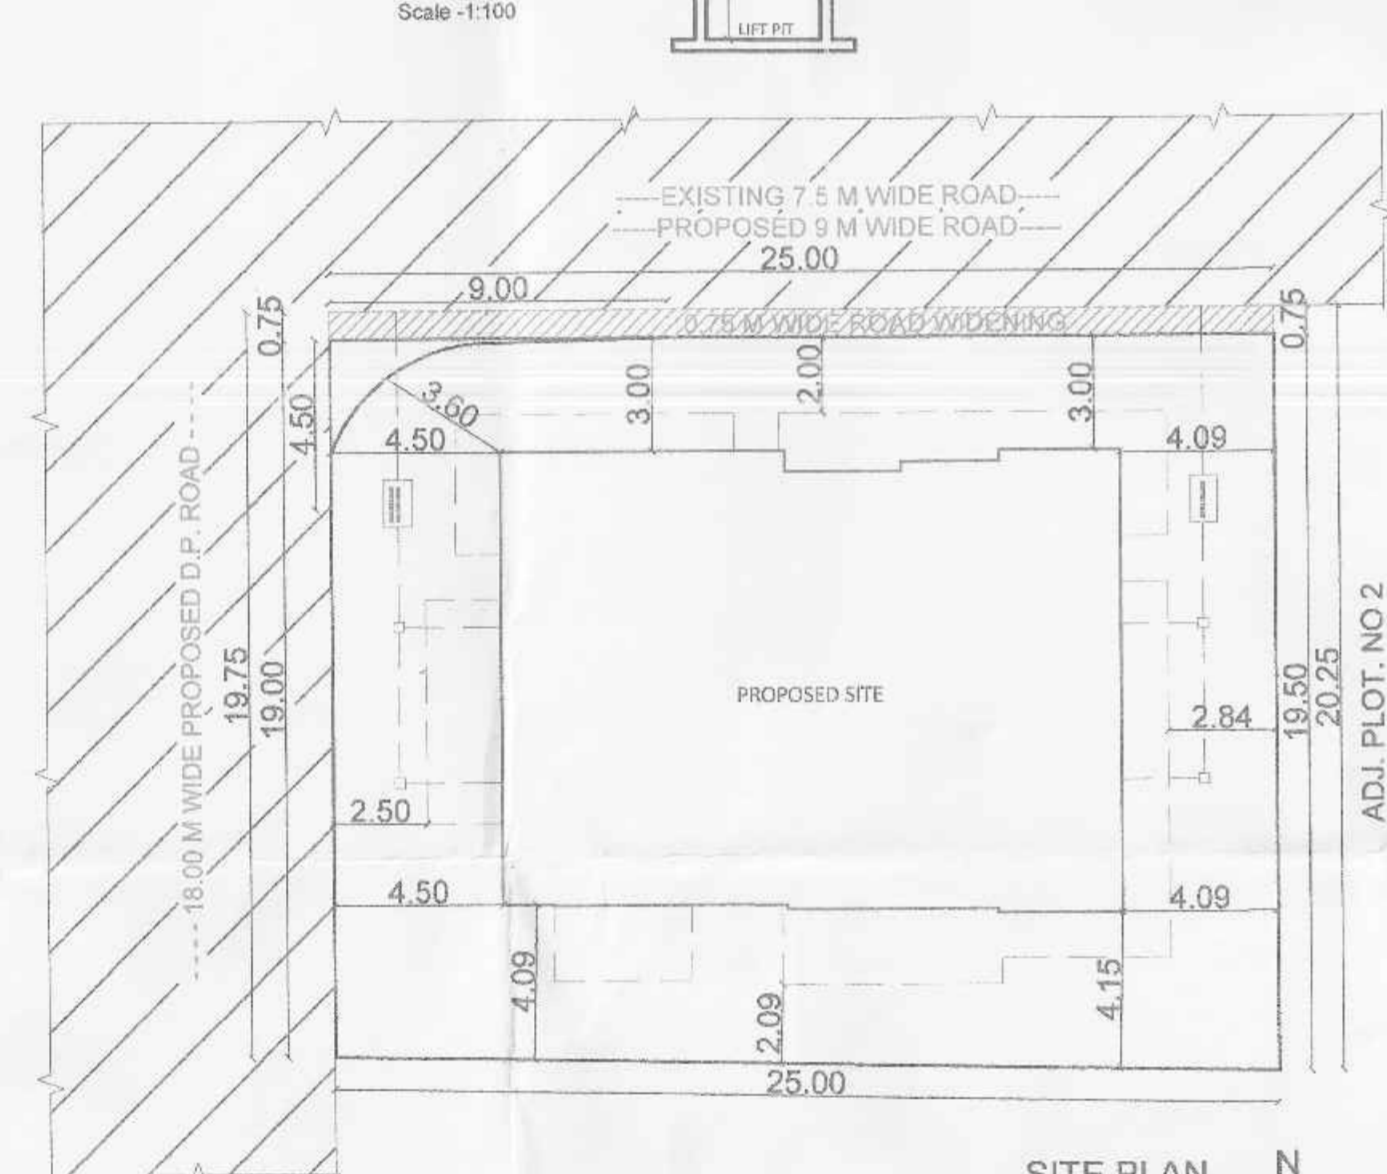 Scale -1:100
LIFT PIT
-----EXISTING 7.5 M WIDE ROAD-----
-----PROPOSED 9 M WIDE ROAD-----
25.00
9.00
0.75
0.75
0.75 M WIDE ROAD WIDENING
4.50
3.60
3.00
2.00
3.00
4.50
4.09
----- 18.00 M WIDE PROPOSED D.P. ROAD -----
19.75
19.00
PROPOSED SITE
2.84
19.50
20.25
ADJ. PLOT. NO 2
2.50
4.50
4.09
4.09
2.09
4.15
25.00
SITE PLAN
N